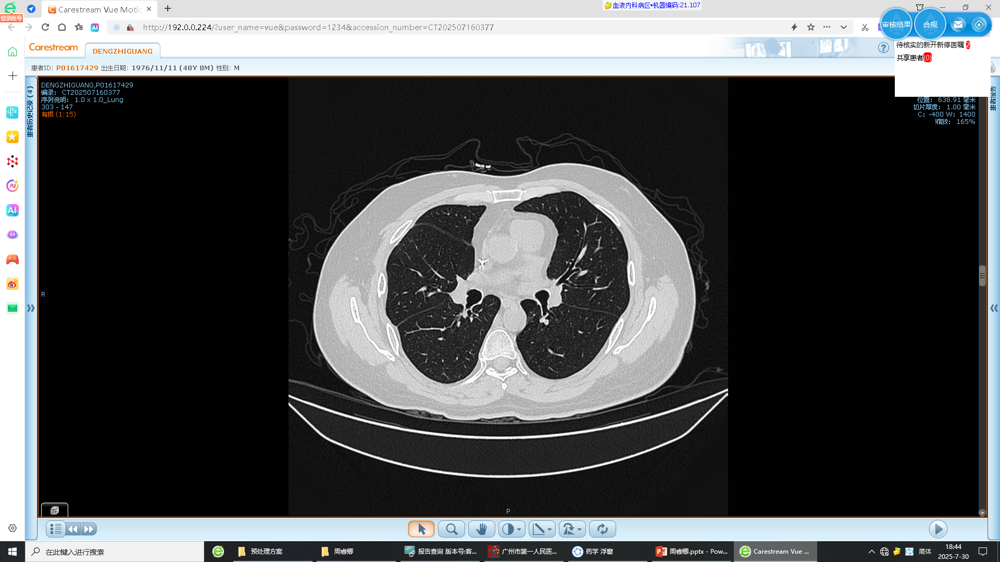 登录账号
Carestream Vue Motic
血液内科病区•机器编码:21.107
http://192.0.0.224/?user_name=vue&password=1234&accession_number=CT202507160377
审核结果
合规
待核实的新开新停医嘱 2
共享患者(0)
Carestream
DENGZHIGUANG
患者ID: P01617429 出生日期: 1976/11/11 (48Y 8M) 性别: M
患者历史记录 (4)
患者报告
DENGZHIGUANG,P01617429
编录: CT202507160377
序列说明: 1.0 x 1.0_Lung
303 - 147
有损 (1:15)
位置: 638.91 毫米
切片厚度: 1.00 毫米
C: -400 W: 1400
缩放: 165%
R
P
AI
AI
AI
在此键入进行搜索
预处理方案
周睿卿
报告查询 版本号:客...
广州市第一人民医...
药学 浮窗
周睿卿.pptx - Pow...
Carestream Vue ...
简体
18:44
2025-7-30